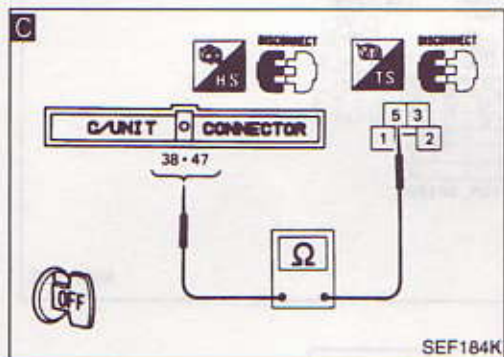 C
DISCONNECT
DISCONNECT
H.S
T.S
C/UNIT CONNECTOR
5 3
1 2
38 • 47
Ω
OFF
SEF184K